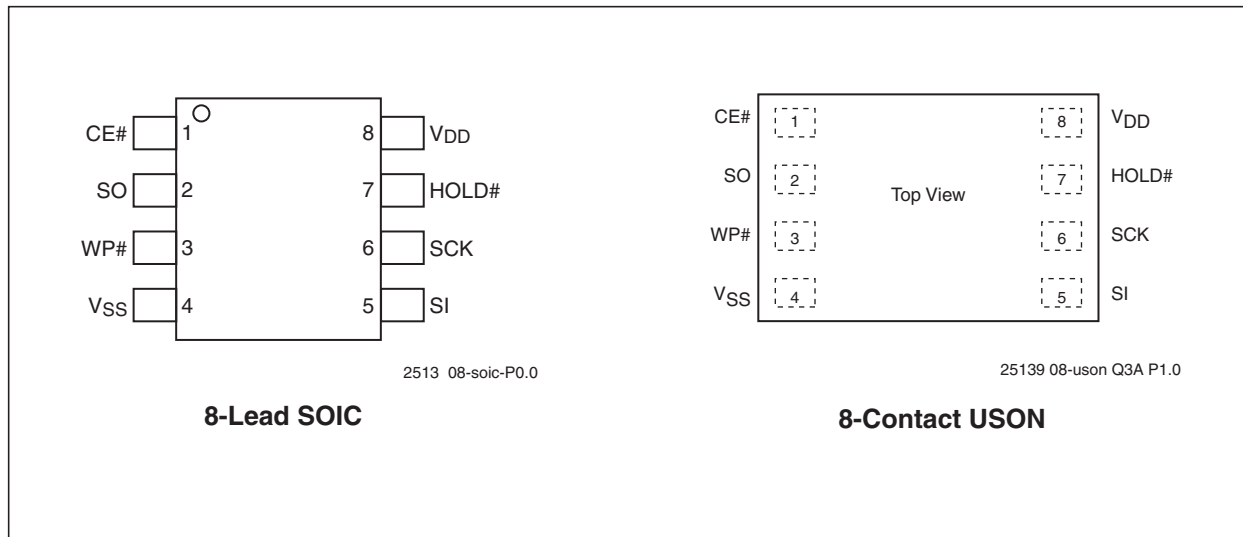 CE# 1 8 VDD
SO 2 7 HOLD#
WP# 3 6 SCK
VSS 4 5 SI
2513 08-soic-P0.0
8-Lead SOIC
CE# 1 8 VDD
SO 2 Top View 7 HOLD#
WP# 3 6 SCK
VSS 4 5 SI
25139 08-uson Q3A P1.0
8-Contact USON